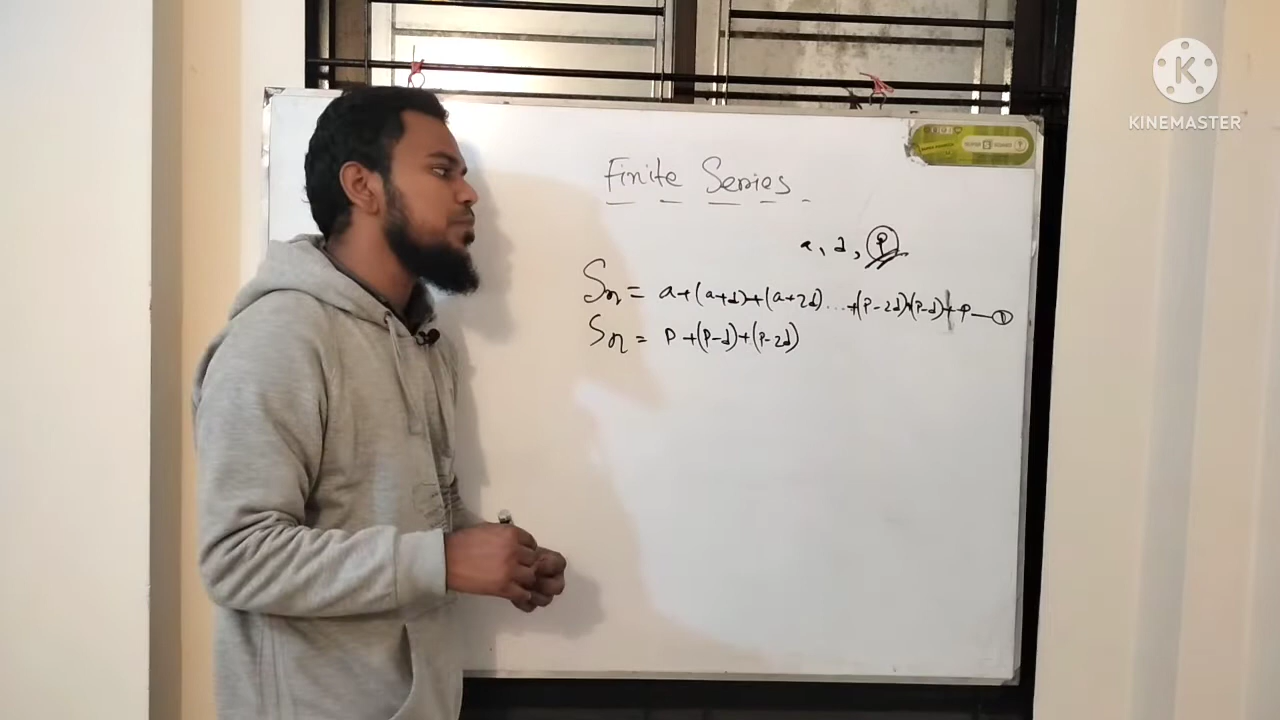 KINEMASTER
Finite Series
a, d, P
Sn = a+(a+d)+(a+2d)...+(P-2d)+(P-d)+P—①
Sn = P+(P-d)+(P-2d)